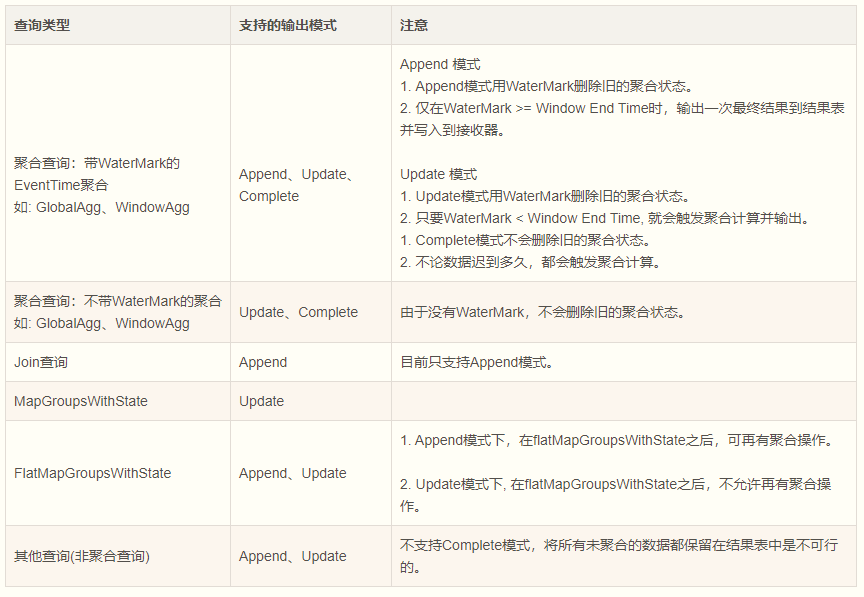 查询类型
支持的输出模式
注意
聚合查询：带WaterMark的
EventTime聚合
如: GlobalAgg、WindowAgg
Append、Update、
Complete
Append 模式
1. Append模式用WaterMark删除旧的聚合状态。
2. 仅在WaterMark >= Window End Time时，输出一次最终结果到结果表
并写入到接收器。
Update 模式
1. Update模式用WaterMark删除旧的聚合状态。
2. 只要WaterMark < Window End Time, 就会触发聚合计算并输出。
1. Complete模式不会删除旧的聚合状态。
2. 不论数据迟到多久，都会触发聚合计算。
聚合查询：不带WaterMark的聚合
如: GlobalAgg、WindowAgg
Update、Complete
由于没有WaterMark，不会删除旧的聚合状态。
Join查询
Append
目前只支持Append模式。
MapGroupsWithState
Update
FlatMapGroupsWithState
Append、Update
1. Append模式下，在flatMapGroupsWithState之后，可再有聚合操作。
2. Update模式下, 在flatMapGroupsWithState之后，不允许再有聚合操
作。
其他查询(非聚合查询)
Append、Update
不支持Complete模式，将所有未聚合的数据都保留在结果表中是不可行
的。